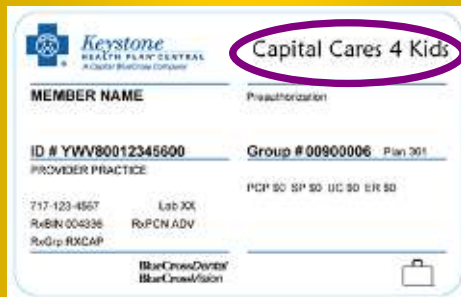 Keystone
HEALTH PLAN CENTRAL
A Capital BlueCross Company
Capital Cares 4 Kids
MEMBER NAME
Preauthorization
ID # YWV80012345600
Group # 00900006 Plan 361
PROVIDER PRACTICE
PCP $0 SP $0 UC $0 ER $0
717-123-4567 Lab XX
RxBIN 004336 RxPCN ADV
RxGrp RXCAP
BlueCrossDental
BlueCrossVision